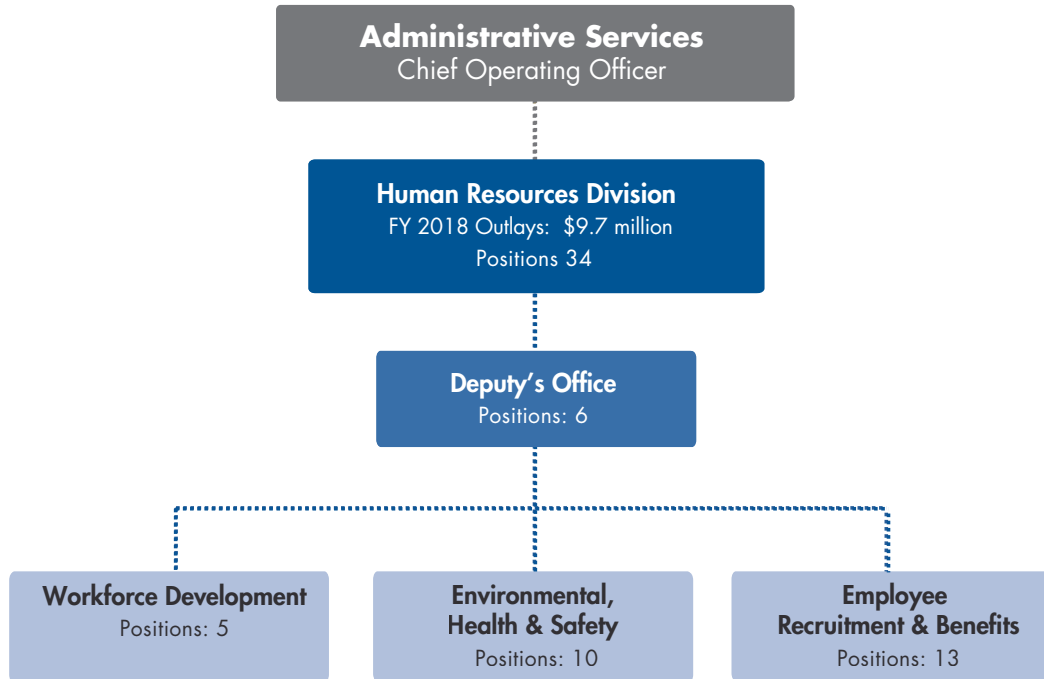 Administrative Services
Chief Operating Officer
Human Resources Division
FY 2018 Outlays: $9.7 million
Positions 34
Deputy’s Office
Positions: 6
Workforce Development
Positions: 5
Environmental,
Health & Safety
Positions: 10
Employee
Recruitment & Benefits
Positions: 13